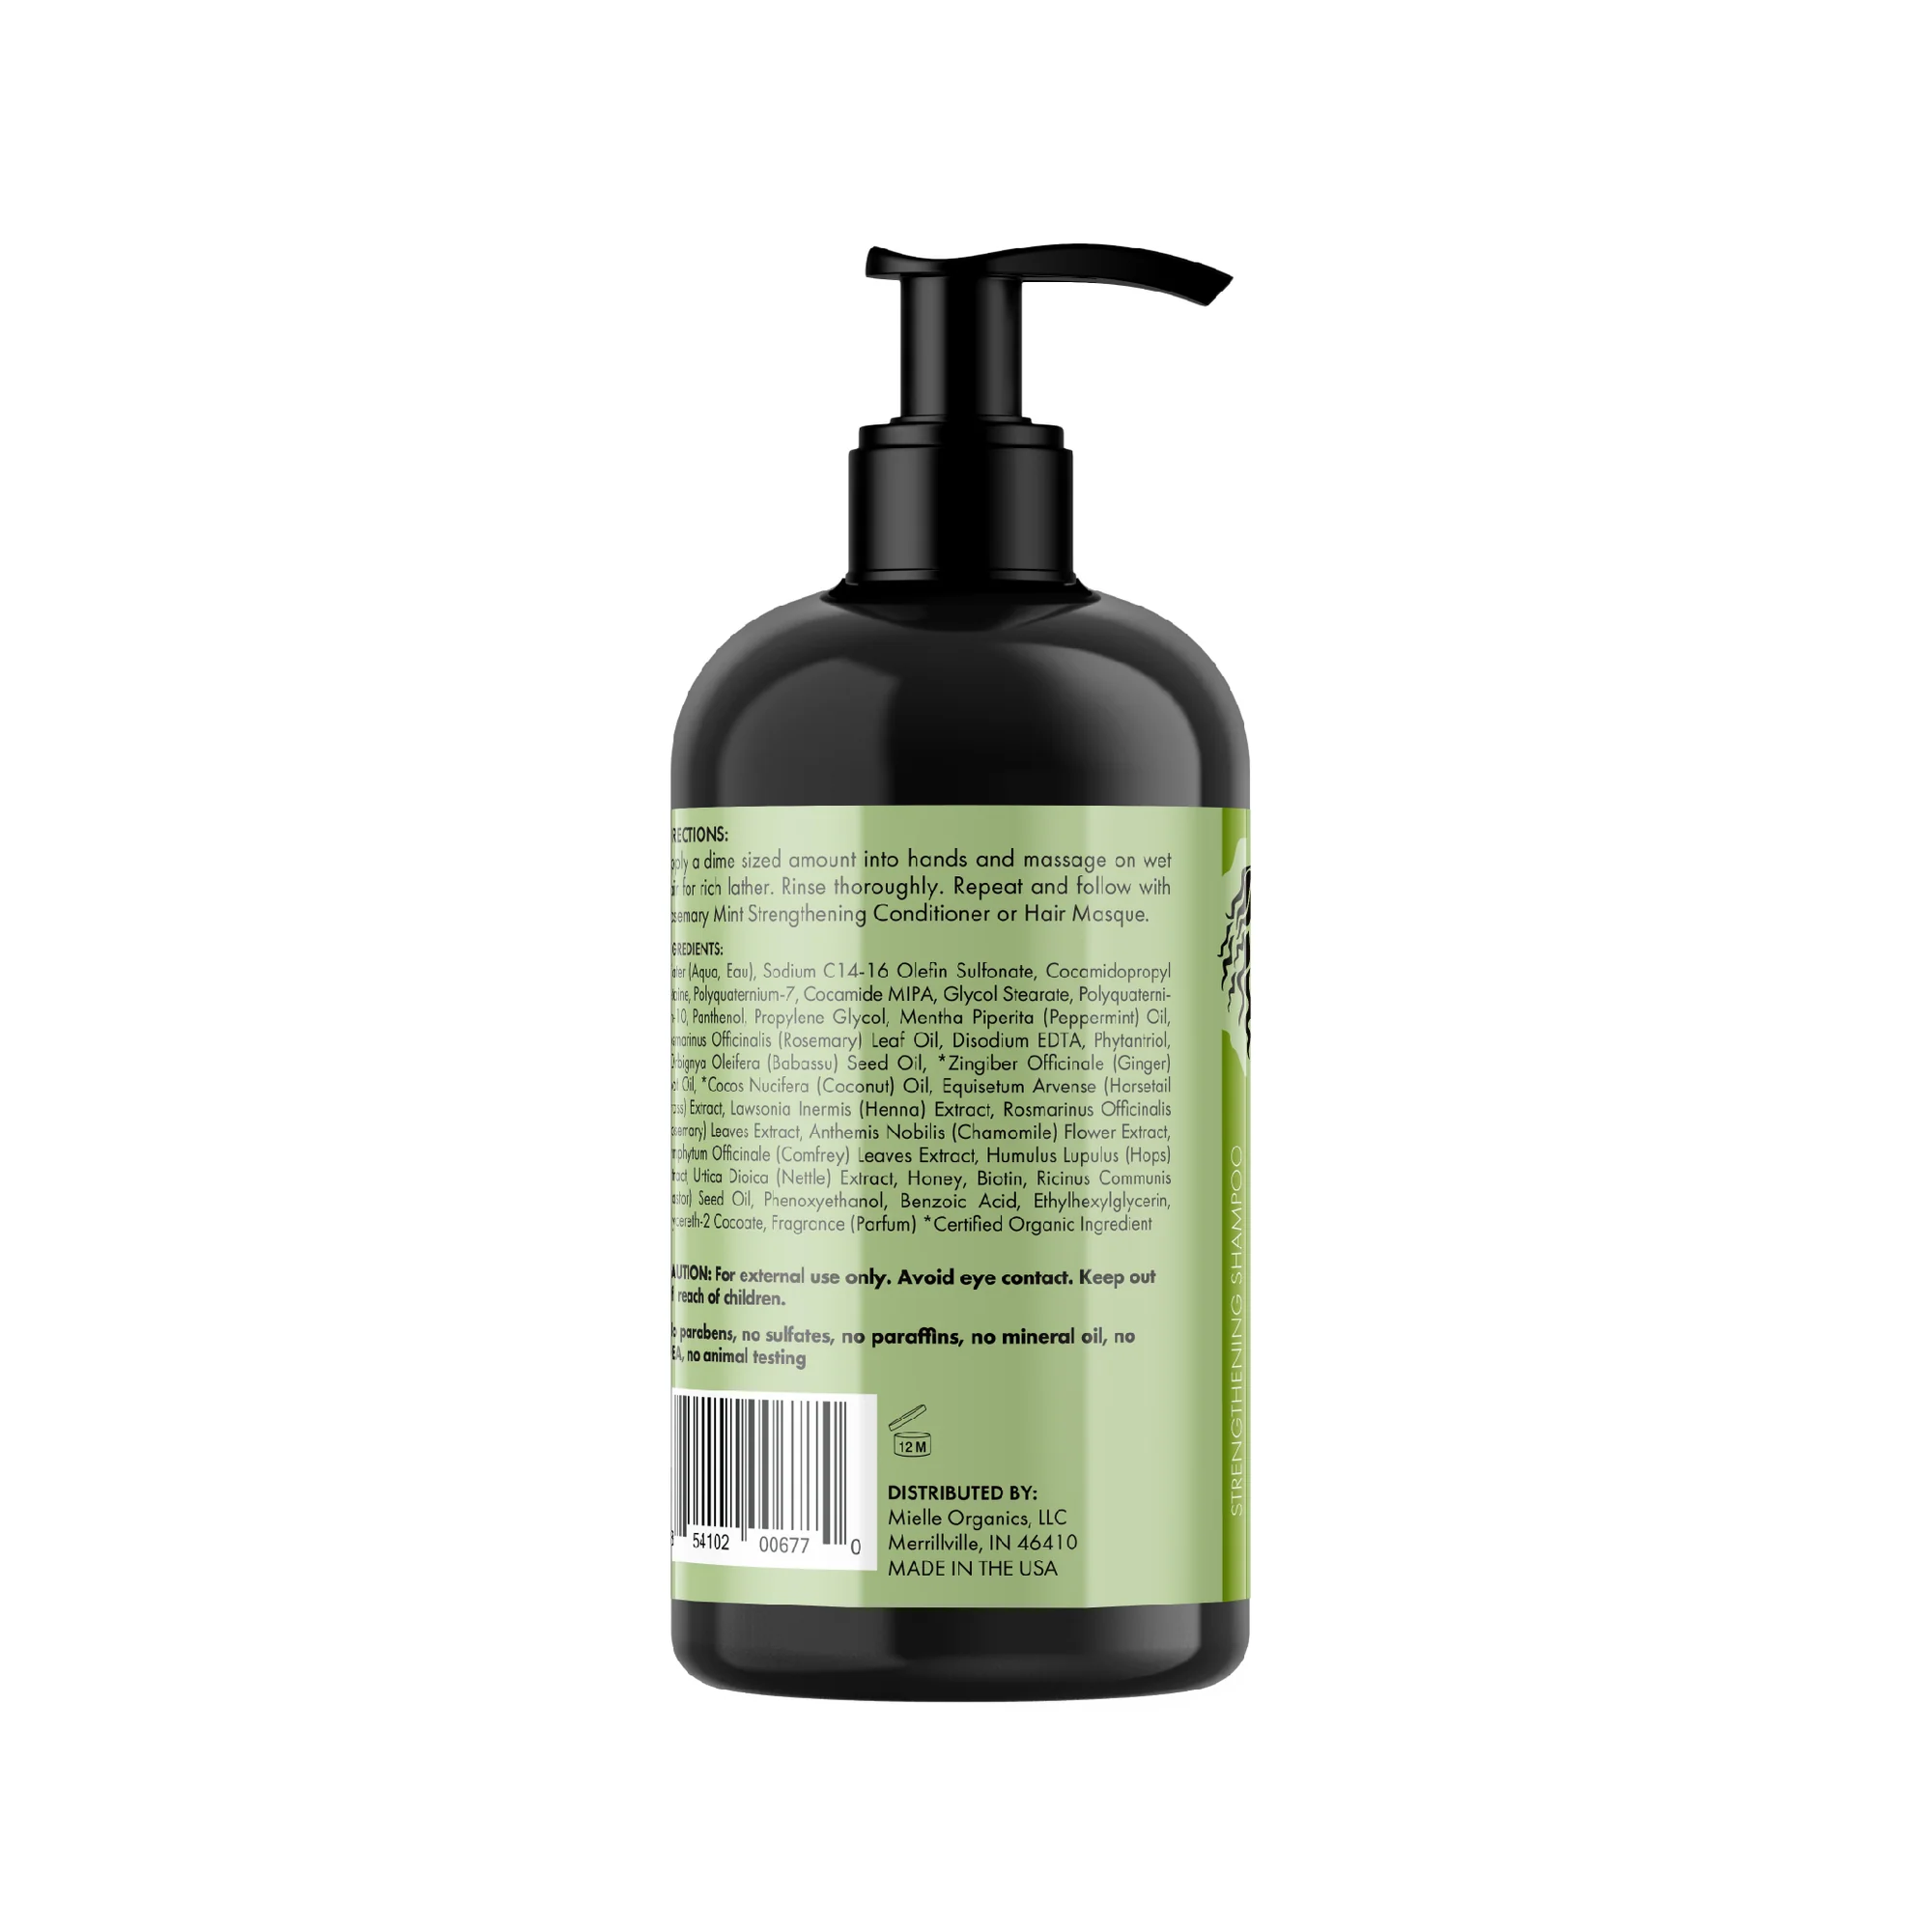 RECTIONS:
a dime sized amount into hands and massage on wet
for rich lather. Rinse thoroughly. Repeat and follow with
Mint Strengthening Conditioner or Hair Masque.
GREDIENTS:
(Aqua, Eau), Sodium C14-16 Olefin Sulfonate, Cocamidopropyl
Polyquaternium-7, Cocamide MIPA, Glycol Stearate, Polyquaterni-
-10, Panthenol, Propylene Glycol, Mentha Piperita (Peppermint) Oil,
Officinalis (Rosemary) Leaf Oil, Disodium EDTA, Phytantriol,
Oleifera (Babassu) Seed Oil, *Zingiber Officinale (Ginger)
Oil, *Cocos Nucifera (Coconut) Oil, Equisetum Arvense (Horsetail
Extract, Lawsonia Inermis (Henna) Extract, Rosmarinus Officinalis
Leaves Extract, Anthemis Nobilis (Chamomile) Flower Extract,
Officinale (Comfrey) Leaves Extract, Humulus Lupulus (Hops)
Urtica Dioica (Nettle) Extract, Honey, Biotin, Ricinus Communis
Seed Oil, Phenoxyethanol, Benzoic Acid, Ethylhexylglycerin,
-2 Cocoate, Fragrance (Parfum) *Certified Organic Ingredient
AUTION: For external use only. Avoid eye contact. Keep out
reach of children.
parabens, no sulfates, no paraffins, no mineral oil, no
EA, no animal testing
54102 00677 0
12M
DISTRIBUTED BY:
Mielle Organics, LLC
Merrillville, IN 46410
MADE IN THE USA
STRENGTHENING SHAMPOO